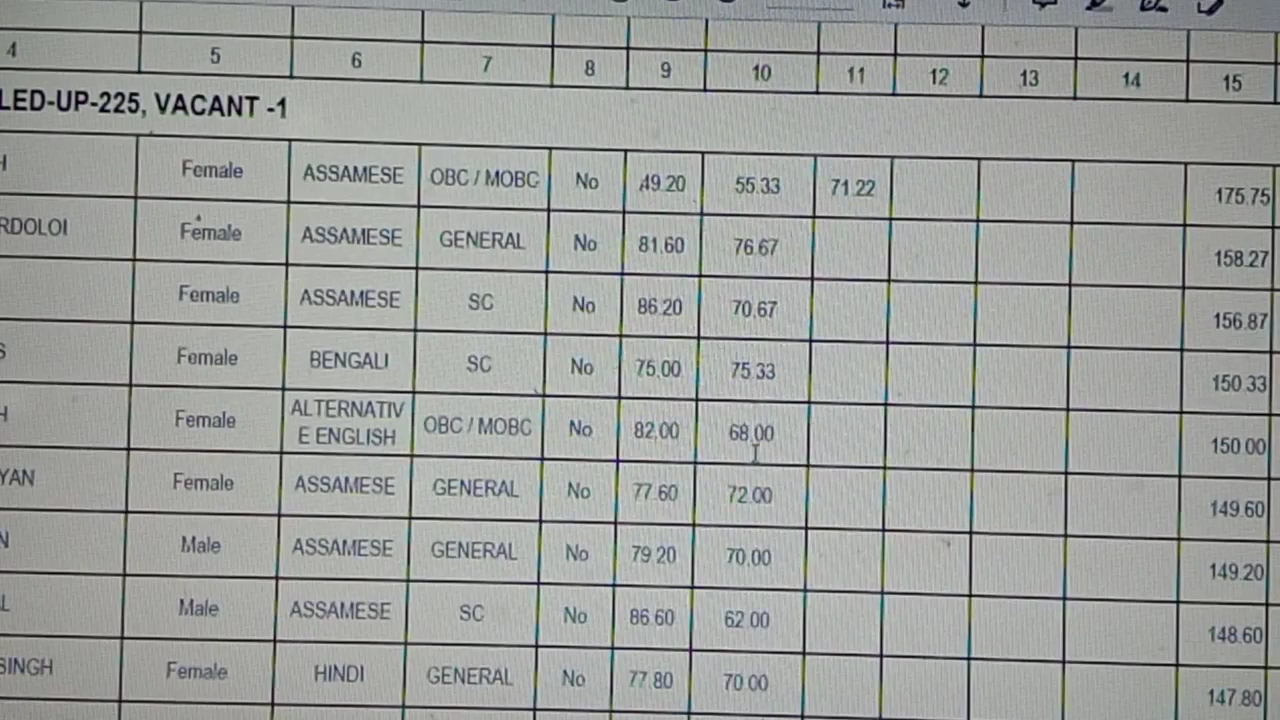 4 5 6 7 8 9 10 11 12 13 14 15
LED-UP-225, VACANT -1
H Female ASSAMESE OBC / MOBC No 49.20 55.33 71.22 175.75
RDOLOI Female ASSAMESE GENERAL No 81.60 76.67 158.27
Female ASSAMESE SC No 86.20 70.67 156.87
S Female BENGALI SC No 75.00 75.33 150.33
H Female ALTERNATIV OBC / MOBC No 82.00 68.00 150.00
E ENGLISH
YAN Female ASSAMESE GENERAL No 77.60 72.00 149.60
N Male ASSAMESE GENERAL No 79.20 70.00 149.20
L Male ASSAMESE SC No 86.60 62.00 148.60
SINGH Female HINDI GENERAL No 77.80 70.00 147.80